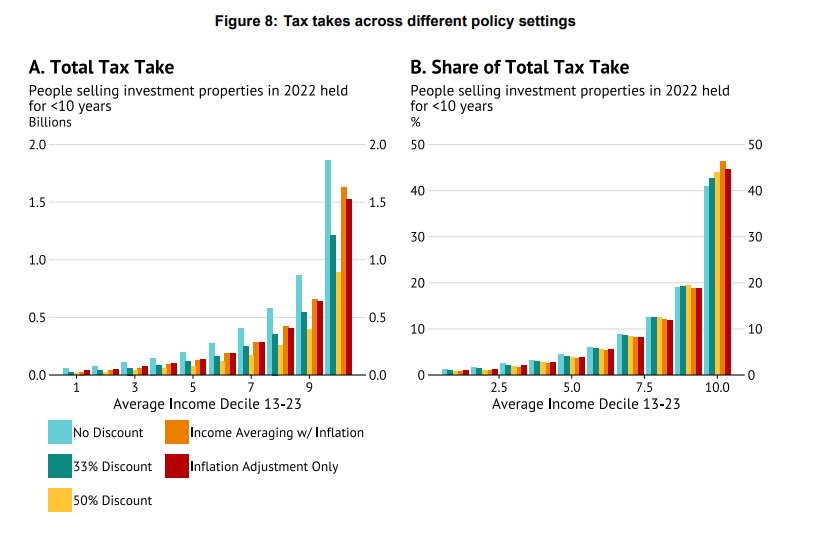 Figure 8: Tax takes across different policy settings
A. Total Tax Take
People selling investment properties in 2022 held
for <10 years
Billions
2.0 2.0
1.5 1.5
1.0 1.0
0.5 0.5
0.0 0.0
1 3 5 7 9
Average Income Decile 13-23
No Discount
Income Averaging w/ Inflation
33% Discount
Inflation Adjustment Only
50% Discount
B. Share of Total Tax Take
People selling investment properties in 2022 held
for <10 years
%
50 50
40 40
30 30
20 20
10 10
0 0
2.5 5.0 7.5 10.0
Average Income Decile 13-23